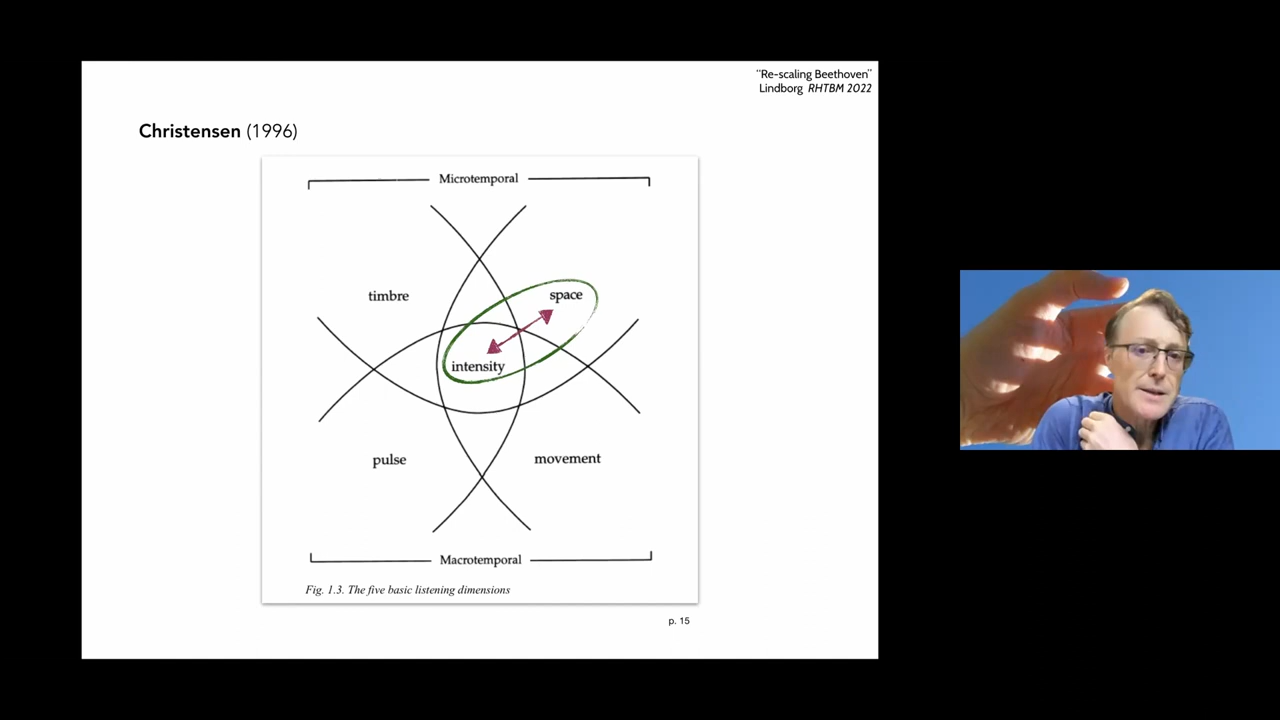 "Re-scaling Beethoven"
Lindborg RHTBM 2022
Christensen (1996)
Microtemporal
timbre
space
intensity
pulse
movement
Macrotemporal
Fig. 1.3. The five basic listening dimensions
p. 15